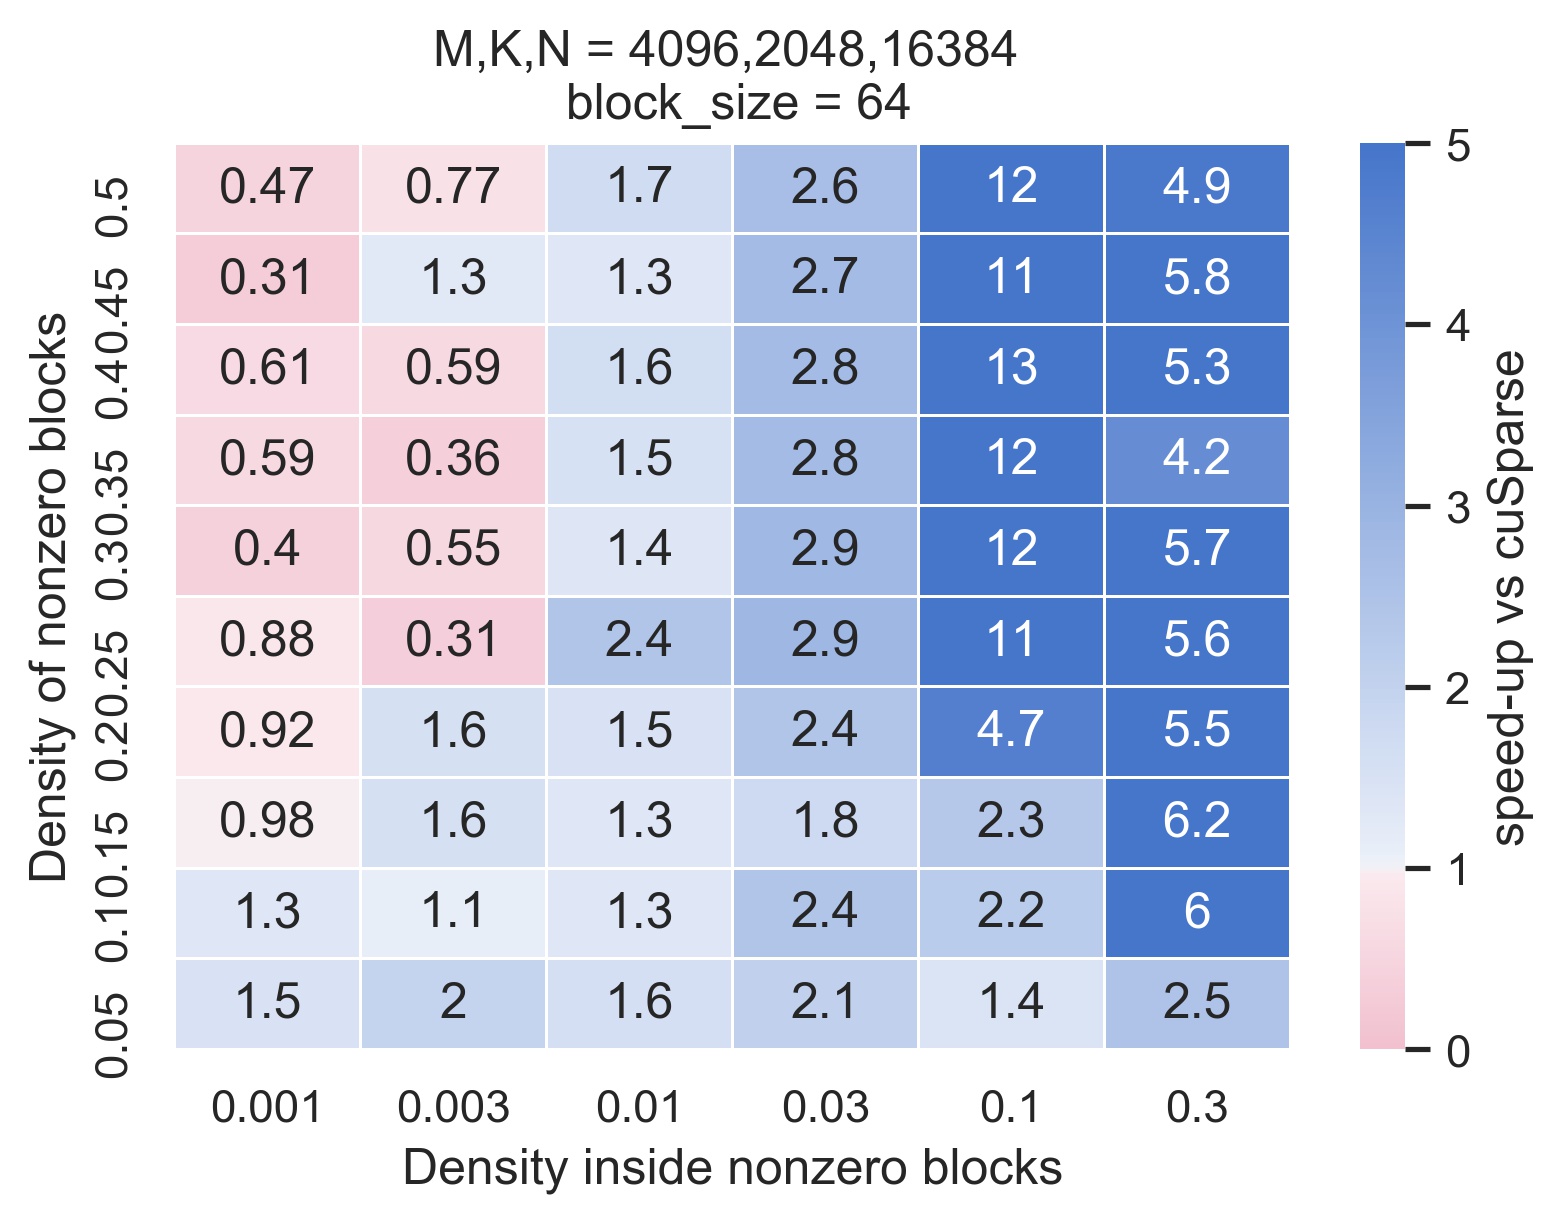 M,K,N = 4096,2048,16384
block_size = 64
Density of nonzero blocks
0.5 0.47 0.77 1.7 2.6 12 4.9
0.45 0.31 1.3 1.3 2.7 11 5.8
0.4 0.61 0.59 1.6 2.8 13 5.3
0.35 0.59 0.36 1.5 2.8 12 4.2
0.3 0.4 0.55 1.4 2.9 12 5.7
0.25 0.88 0.31 2.4 2.9 11 5.6
0.2 0.92 1.6 1.5 2.4 4.7 5.5
0.15 0.98 1.6 1.3 1.8 2.3 6.2
0.1 1.3 1.1 1.3 2.4 2.2 6
0.05 1.5 2 1.6 2.1 1.4 2.5
0.001 0.003 0.01 0.03 0.1 0.3
Density inside nonzero blocks
5
4
3
2
1
0
speed-up vs cuSparse